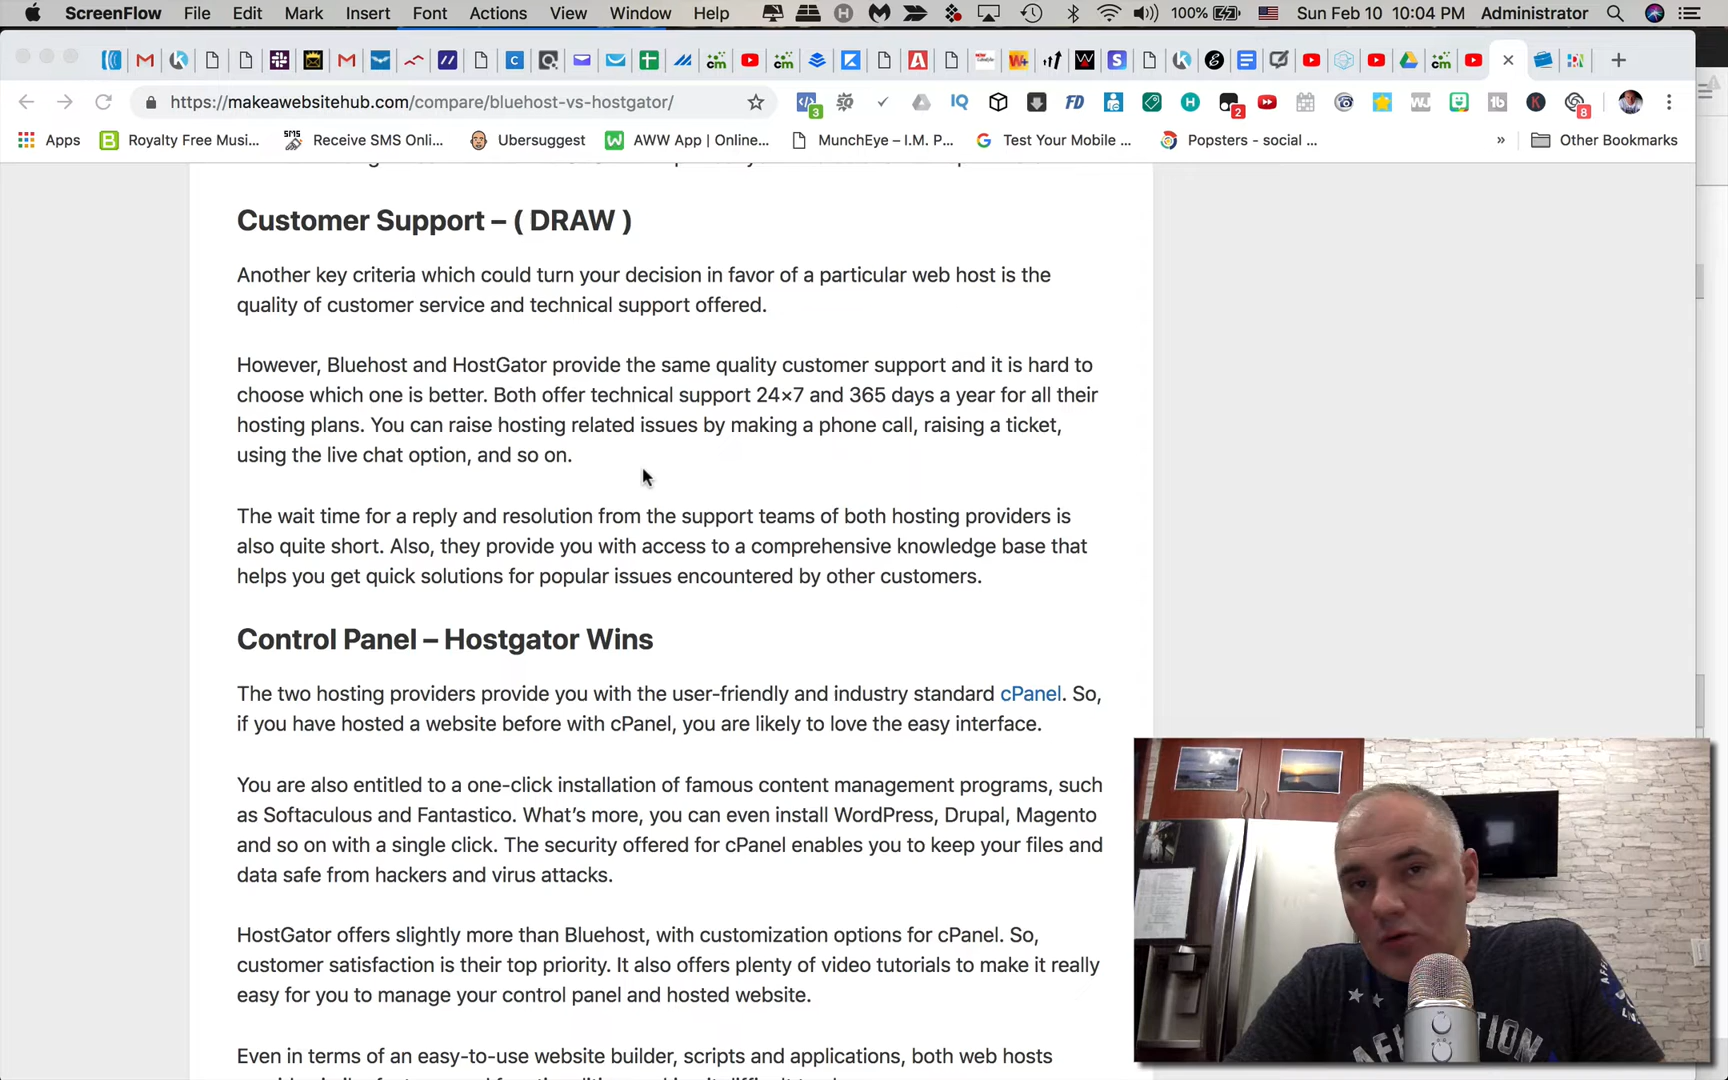 ScreenFlow File Edit Mark Insert Font Actions View Window Help 100% Sun Feb 10 10:04 PM Administrator
https://makeawebsitehub.com/compare/bluehost-vs-hostgator/
Apps Royalty Free Musi... Receive SMS Onli... Ubersuggest AWW App | Online... MunchEye – I.M. P... Test Your Mobile ... Popsters - social ... » Other Bookmarks
Customer Support – ( DRAW )
Another key criteria which could turn your decision in favor of a particular web host is the
quality of customer service and technical support offered.
However, Bluehost and HostGator provide the same quality customer support and it is hard to
choose which one is better. Both offer technical support 24×7 and 365 days a year for all their
hosting plans. You can raise hosting related issues by making a phone call, raising a ticket,
using the live chat option, and so on.
The wait time for a reply and resolution from the support teams of both hosting providers is
also quite short. Also, they provide you with access to a comprehensive knowledge base that
helps you get quick solutions for popular issues encountered by other customers.
Control Panel – Hostgator Wins
The two hosting providers provide you with the user-friendly and industry standard cPanel. So,
if you have hosted a website before with cPanel, you are likely to love the easy interface.
You are also entitled to a one-click installation of famous content management programs, such
as Softaculous and Fantastico. What's more, you can even install WordPress, Drupal, Magento
and so on with a single click. The security offered for cPanel enables you to keep your files and
data safe from hackers and virus attacks.
HostGator offers slightly more than Bluehost, with customization options for cPanel. So,
customer satisfaction is their top priority. It also offers plenty of video tutorials to make it really
easy for you to manage your control panel and hosted website.
Even in terms of an easy-to-use website builder, scripts and applications, both web hosts